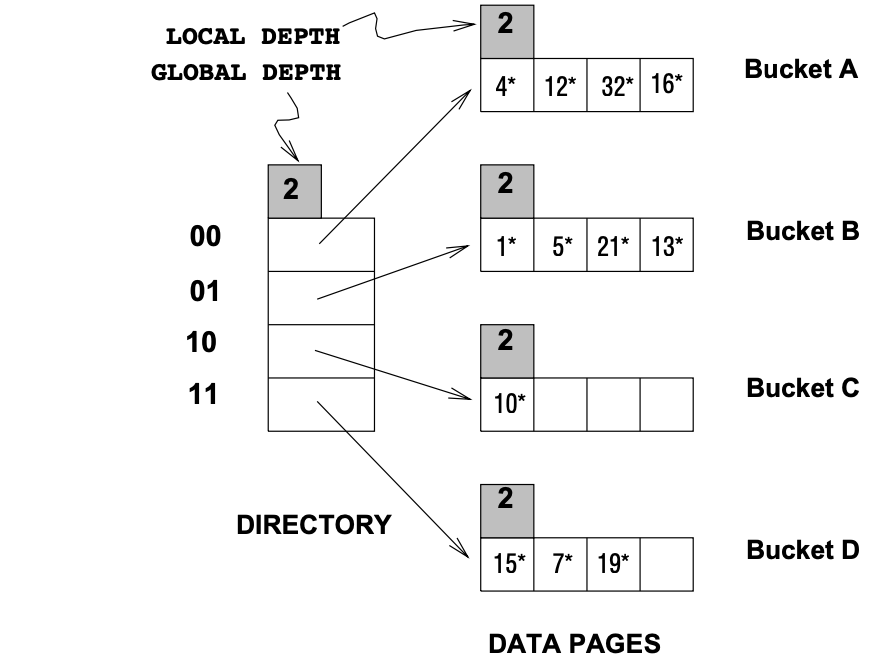 LOCAL DEPTH
GLOBAL DEPTH
2
00
01
10
11
DIRECTORY
2
4* 12* 32* 16*
Bucket A
2
1* 5* 21* 13*
Bucket B
2
10*
Bucket C
2
15* 7* 19*
Bucket D
DATA PAGES